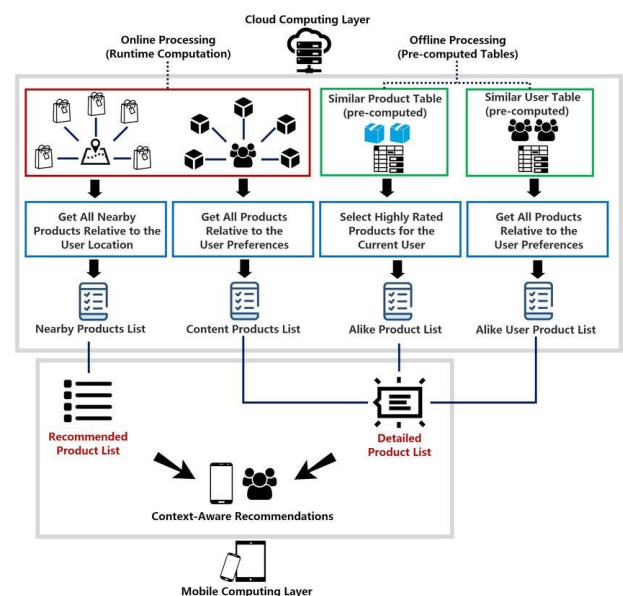 Cloud Computing Layer
Online Processing
(Runtime Computation)
Offline Processing
(Pre-computed Tables)
Similar Product Table
(pre-computed)
Similar User Table
(pre-computed)
Get All Nearby
Products Relative to the
User Location
Get All Products
Relative to the
User Preferences
Select Highly Rated
Products for the
Current User
Get All Products
Relative to the
User Preferences
Nearby Products List
Content Products List
Alike Product List
Alike User Product List
Recommended
Product List
Detailed
Product List
Context-Aware Recommendations
Mobile Computing Layer